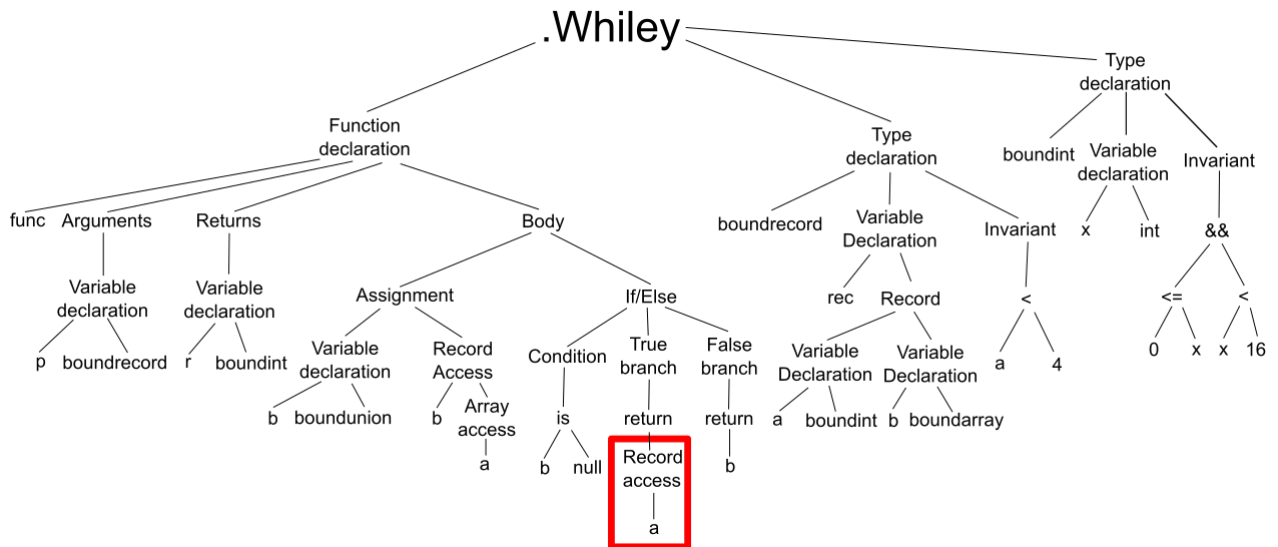 .Whiley
Type
declaration
Function
declaration
Type
declaration
boundint
Variable
declaration
Invariant
func
Arguments
Returns
Body
boundrecord
Variable
Declaration
Invariant
x
int
&&
Variable
declaration
Variable
declaration
Assignment
If/Else
rec
Record
<
<=
<
p
boundrecord
r
boundint
Variable
declaration
Record
Access
Condition
True
branch
False
branch
Variable
Declaration
Variable
Declaration
a
4
0
x
x
16
b
boundunion
b
Array
access
is
return
return
a
boundint
b
boundarray
a
b
null
Record
access
b
a